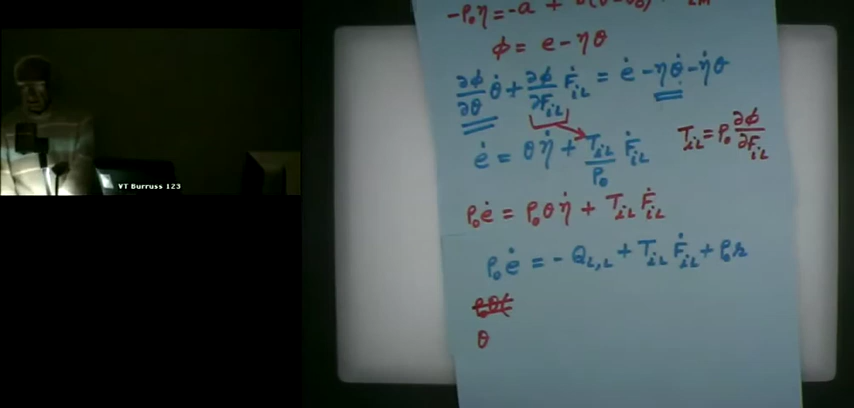 -ρ₀η = -a +
φ = e - ηθ
∂φ/∂θ θ̇ + ∂φ/∂F_iL Ḟ_iL = ė - ηθ̇ - η̇θ
ė = θη̇ + T_iL/ρ₀ Ḟ_iL
T_iL = ρ₀ ∂φ/∂F_iL
ρ₀ė = ρ₀θη̇ + T_iL Ḟ_iL
ρ₀ė = - Q_L,L + T_iL Ḟ_iL + ρ₀r
θ
VT Burruss 123